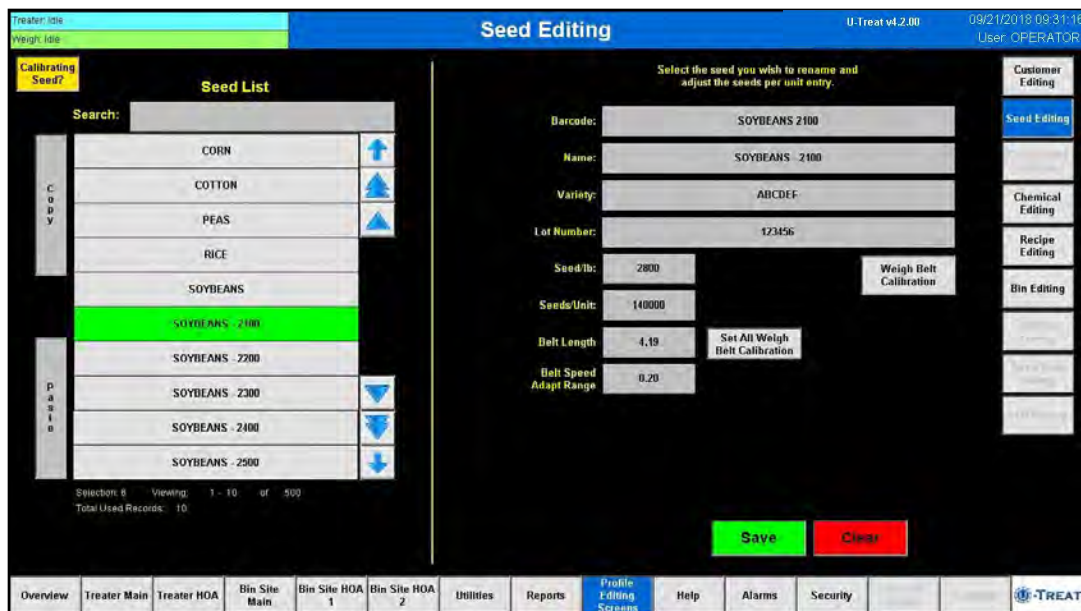 Treater: Idle
Weigh: Idle
Seed Editing
U-Treat v4.2.00
09/21/2018 09:31:16
User: OPERATOR
Calibrating
Seed?
Seed List
Search:
Copy
CORN
COTTON
PEAS
RICE
SOYBEANS
SOYBEANS - 2100
SOYBEANS - 2200
SOYBEANS - 2300
SOYBEANS - 2400
SOYBEANS - 2500
Selection: 6 Viewing: 1 - 10 of 500
Total Used Records: 10
Select the seed you wish to rename and
adjust the seeds per unit entry.
Barcode: SOYBEANS 2100
Name: SOYBEANS - 2100
Variety: ABCDEF
Lot Number: 123456
Seed/lb: 2800
Seeds/Unit: 140000
Belt Length 4.19
Belt Speed
Adapt Range 0.20
Weigh Belt
Calibration
Set All Weigh
Belt Calibration
Save
Clear
Customer
Editing
Seed Editing
Chemical
Editing
Recipe
Editing
Bin Editing
Overview
Treater Main
Treater HOA
Bin Site
Main
Bin Site HOA
1
Bin Site HOA
2
Utilities
Reports
Profile
Editing
Screens
Help
Alarms
Security
U-TREAT